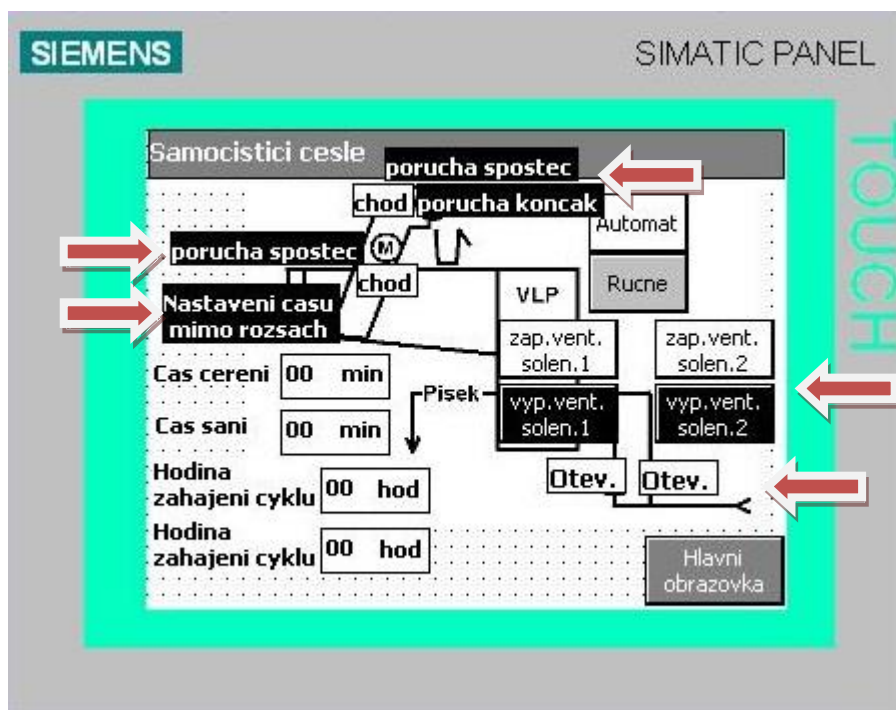 SIEMENS
SIMATIC PANEL
TOUCH
Samocistici cesle
porucha spostec
chod
porucha koncak
Automat
porucha spostec
M
chod
Rucne
Nastaveni casu
mimo rozsach
VLP
zap.vent.
solen.1
zap.vent.
solen.2
Cas cereni
00 min
Pisek
vyp.vent.
solen.1
vyp.vent.
solen.2
Cas sani
00 min
Otev.
Otev.
Hodina
zahajeni cyklu
00 hod
Hodina
zahajeni cyklu
00 hod
Hlavni
obrazovka